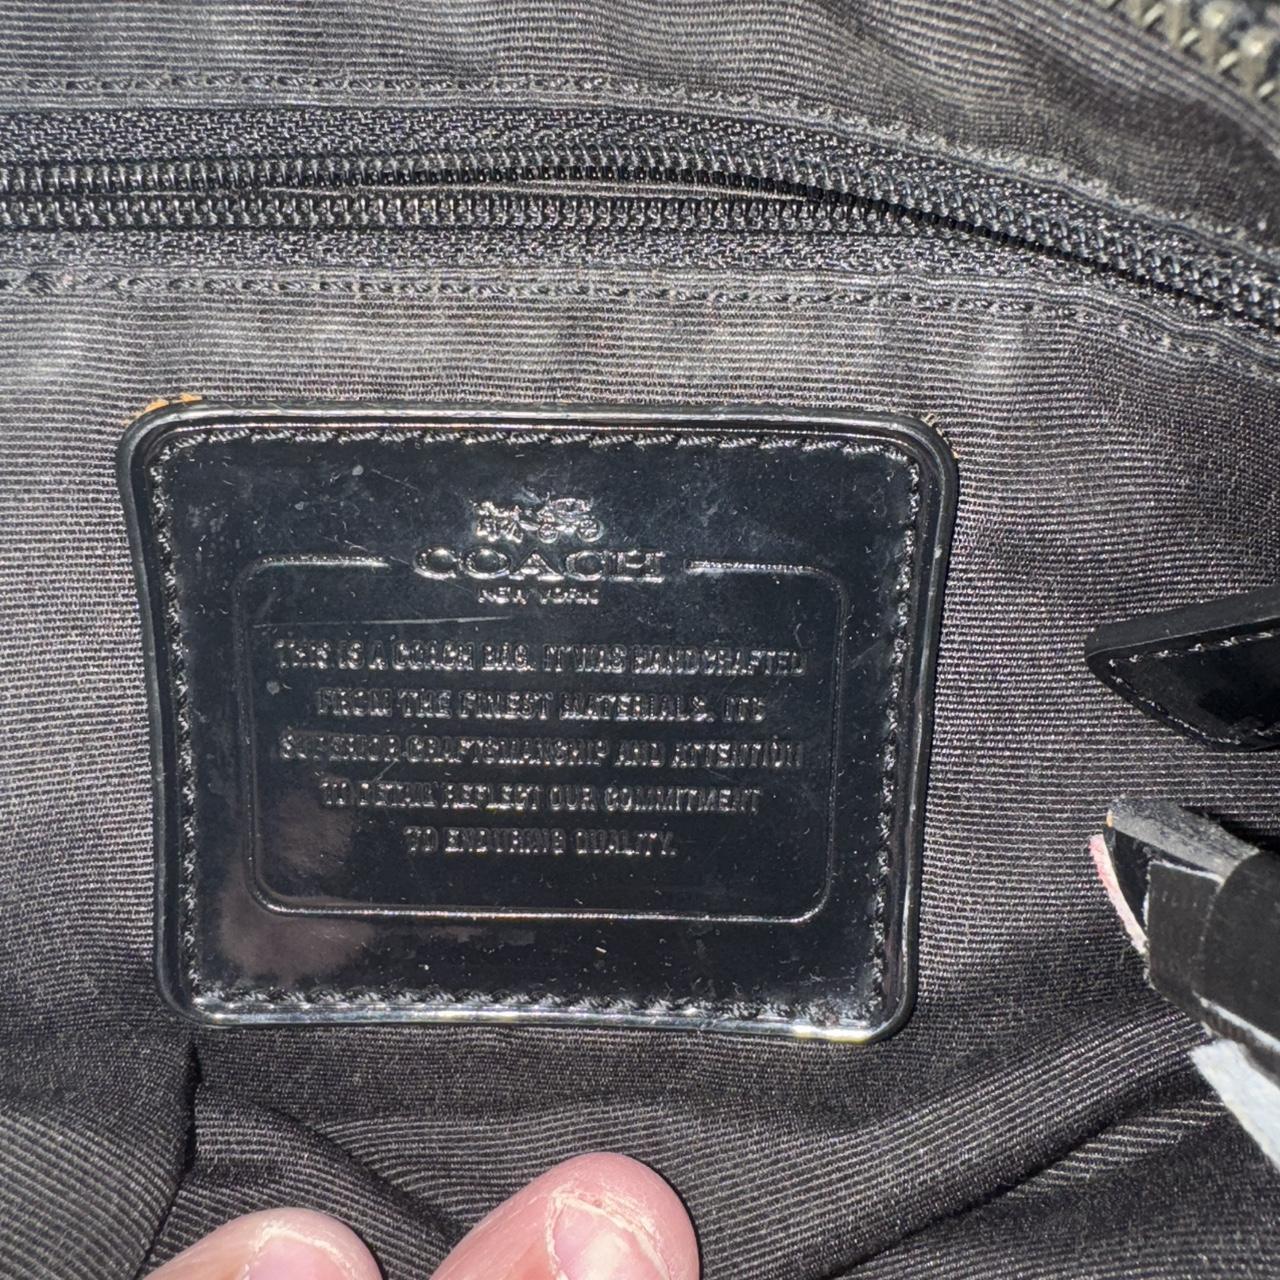 COACH
NEW YORK
THIS IS A COACH BAG. IT WAS HANDCRAFTED
FROM THE FINEST MATERIALS. ITS
SUPERIOR CRAFTSMANSHIP AND ATTENTION
TO DETAIL REFLECT OUR COMMITMENT
TO ENDURING QUALITY.